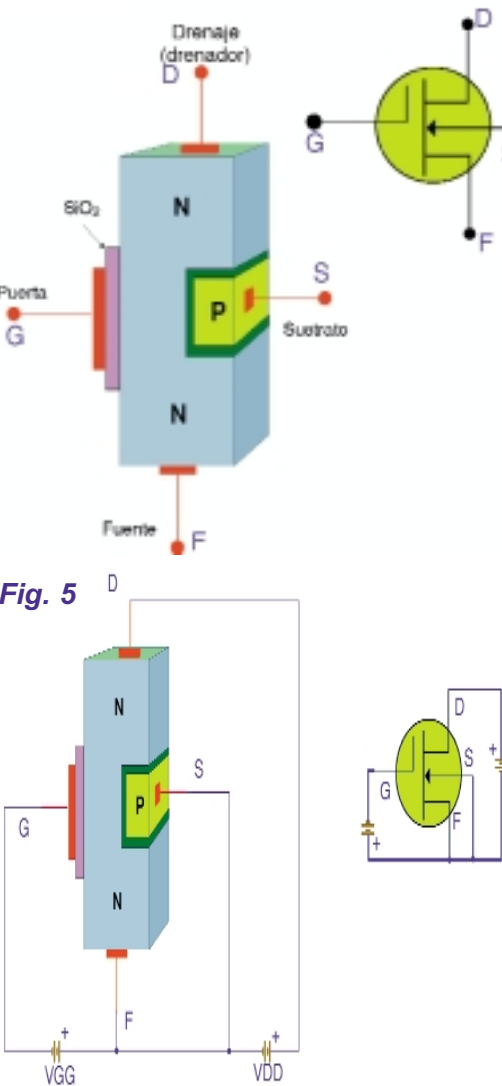 Drenaje
(drenador)
D
D
G
F
N
SiO₂
Puerta
G
P
S
Sustrato
N
Fuente
F
Fig. 5
D
N
G
P
S
N
F
+
VGG
+
VDD
D
+
S
G
F
+